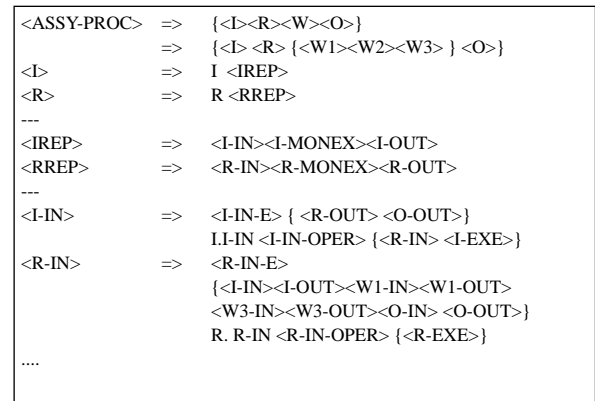 <ASSY-PROC> => {<I><R><W><O>}
=> {<I> <R> {<W1><W2><W3> } <O>}
<I> => I <IREP>
<R> => R <RREP>
---
<IREP> => <I-IN><I-MONEX><I-OUT>
<RREP> => <R-IN><R-MONEX><R-OUT>
---
<I-IN> => <I-IN-E> { <R-OUT> <O-OUT>}
I.I-IN <I-IN-OPER> {<R-IN> <I-EXE>}
<R-IN> => <R-IN-E>
{<I-IN><I-OUT><W1-IN><W1-OUT>
<W3-IN><W3-OUT><O-IN> <O-OUT>}
R. R-IN <R-IN-OPER> {<R-EXE>}
....